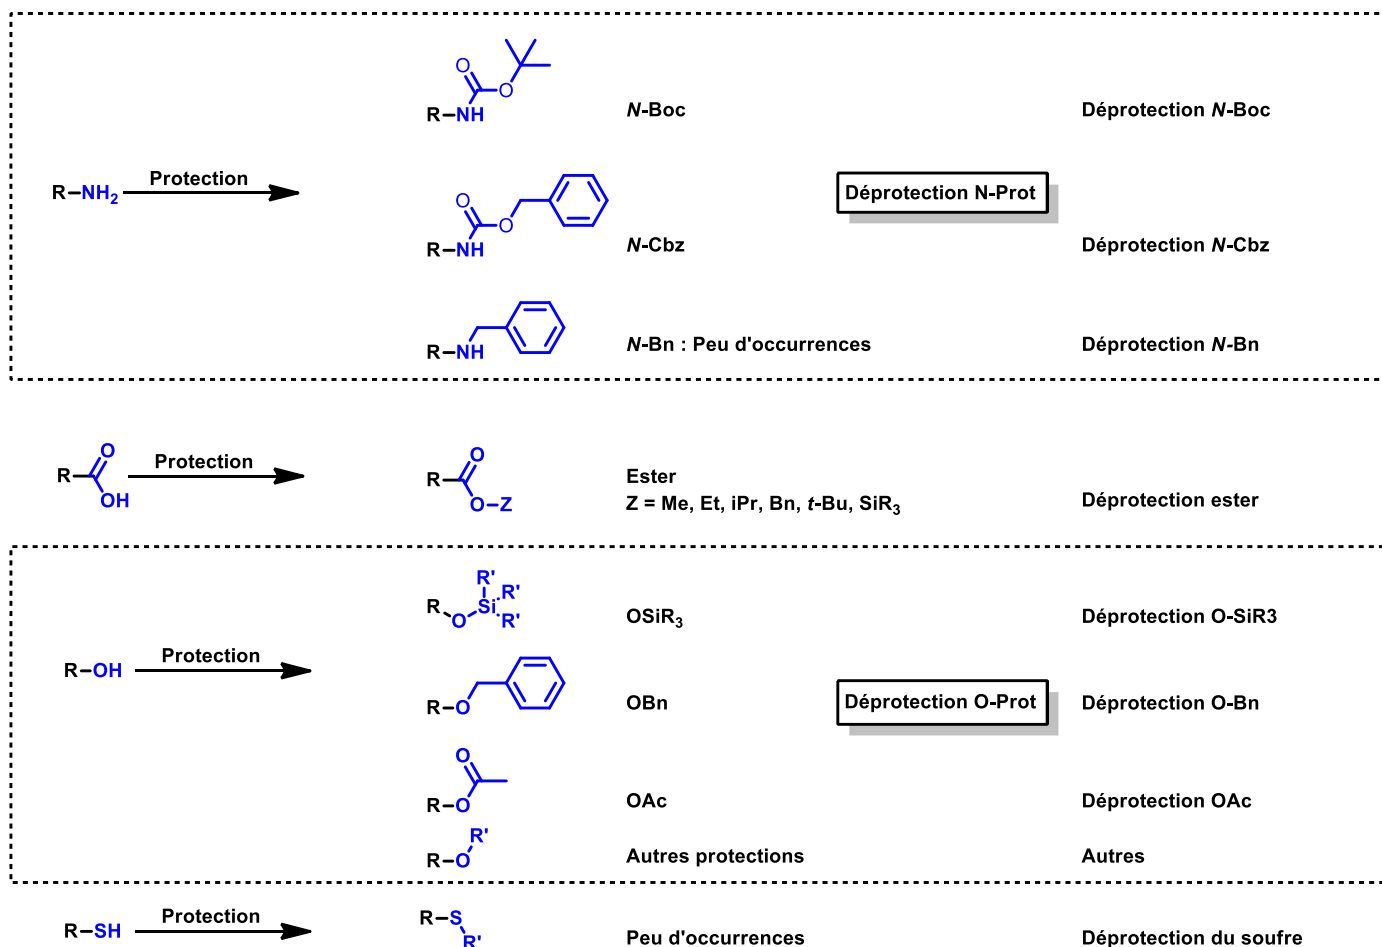 O
O
R–NH
N-Boc
Déprotection N-Boc
R–NH₂
Protection
Déprotection N-Prot
O
O
R–NH
N-Cbz
Déprotection N-Cbz
R–NH
N-Bn : Peu d'occurrences
Déprotection N-Bn
R
O
OH
Protection
R
O
O–Z
Ester
Z = Me, Et, iPr, Bn, t-Bu, SiR₃
Déprotection ester
R
O
Si
R'
R'
R'
OSiR₃
Déprotection O-SiR3
R–OH
Protection
R–O
OBn
Déprotection O-Prot
Déprotection O-Bn
O
R–O
OAc
Déprotection OAc
R'
R–O
Autres protections
Autres
R–SH
Protection
R–S
R'
Peu d'occurrences
Déprotection du soufre